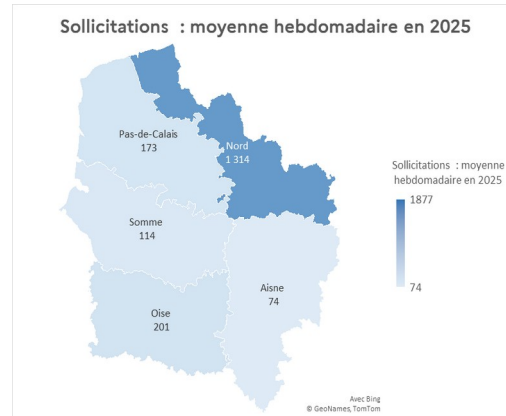 Sollicitations : moyenne hebdomadaire en 2025
Pas-de-Calais
173
Nord
1 314
Somme
114
Aisne
74
Oise
201
Sollicitations : moyenne
hebdomadaire en 2025
1877
74
Avec Bing
© GeoNames, TomTom